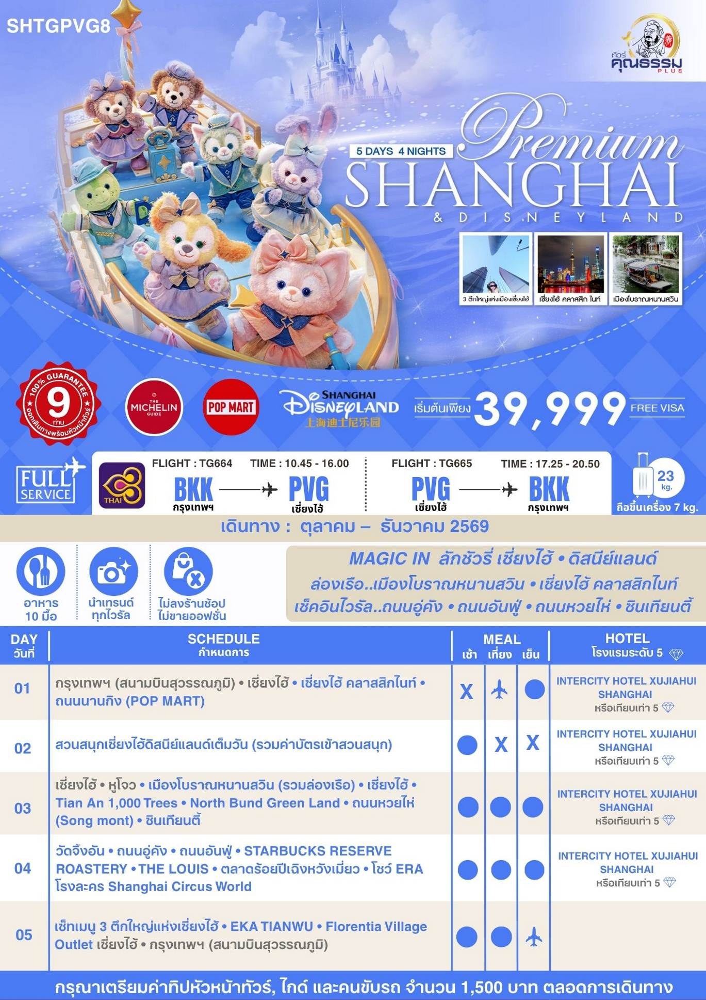 SHTGPVG8
ทัวร์
คุณธรรม
PLUS
Premium
5 DAYS 4 NIGHTS
SHANGHAI
& DISNEYLAND
3 ตึกใหญ่แห่งเมืองเซี่ยงไฮ้
เซี่ยงไฮ้ คลาสสิก ไนท์
เมืองโบราณหนานสวิน
100% GUARANTEE
9
ท่าน
ออกเดินทางพร้อมหัวหน้าทัวร์
THE
MICHELIN
GUIDE
POP MART
SHANGHAI
DISNEYLAND
上海迪士尼乐园
เริ่มต้นเพียง 39,999 FREE VISA
FULL
SERVICE
THAI
FLIGHT : TG664 TIME : 10.45 - 16.00
BKK PVG
กรุงเทพฯ เซี่ยงไฮ้
FLIGHT : TG665 TIME : 17.25 - 20.50
PVG BKK
เซี่ยงไฮ้ กรุงเทพฯ
23
kg.
ถือขึ้นเครื่อง 7 kg.
เดินทาง : ตุลาคม – ธันวาคม 2569
อาหาร
10 มื้อ
นำเทรนด์
ทุกไวรัล
ไม่ลงร้านช้อป
ไม่ขายออฟชั่น
MAGIC IN ลักชัวรี่ เซี่ยงไฮ้ • ดิสนีย์แลนด์
ล่องเรือ..เมืองโบราณหนานสวิน • เซี่ยงไฮ้ คลาสสิกไนท์
เช็คอินไวรัล..ถนนอู่คัง • ถนนอันฟู่ • ถนนหวยไห่ • ซินเทียนตี้
DAY SCHEDULE MEAL HOTEL
วันที่ กำหนดการ เช้า เที่ยง เย็น โรงแรมระดับ 5
01
กรุงเทพฯ (สนามบินสุวรรณภูมิ) • เซี่ยงไฮ้ • เซี่ยงไฮ้ คลาสสิกไนท์ •
ถนนนานกิง (POP MART)
X
INTERCITY HOTEL XUJIAHUI
SHANGHAI
หรือเทียบเท่า 5
02
สวนสนุกเซี่ยงไฮ้ดิสนีย์แลนด์เต็มวัน (รวมค่าบัตรเข้าสวนสนุก)
X X
INTERCITY HOTEL XUJIAHUI
SHANGHAI
หรือเทียบเท่า 5
03
เซี่ยงไฮ้ • หูโจว • เมืองโบราณหนานสวิน (รวมล่องเรือ) • เซี่ยงไฮ้ •
Tian An 1,000 Trees • North Bund Green Land • ถนนหวยไห่
(Song mont) • ซินเทียนตี้
INTERCITY HOTEL XUJIAHUI
SHANGHAI
หรือเทียบเท่า 5
04
วัดจิ้งอัน • ถนนอู่คัง • ถนนอันฟู่ • STARBUCKS RESERVE
ROASTERY • THE LOUIS • ตลาดร้อยปีเฉิงหวังเมี่ยว • โชว์ ERA
โรงละคร Shanghai Circus World
INTERCITY HOTEL XUJIAHUI
SHANGHAI
หรือเทียบเท่า 5
05
เช็ทเมนู 3 ตึกใหญ่แห่งเซี่ยงไฮ้ • EKA TIANWU • Florentia Village
Outlet เซี่ยงไฮ้ • กรุงเทพฯ (สนามบินสุวรรณภูมิ)
กรุณาเตรียมค่าทิปหัวหน้าทัวร์, ไกด์ และคนขับรถ จำนวน 1,500 บาท ตลอดการเดินทาง